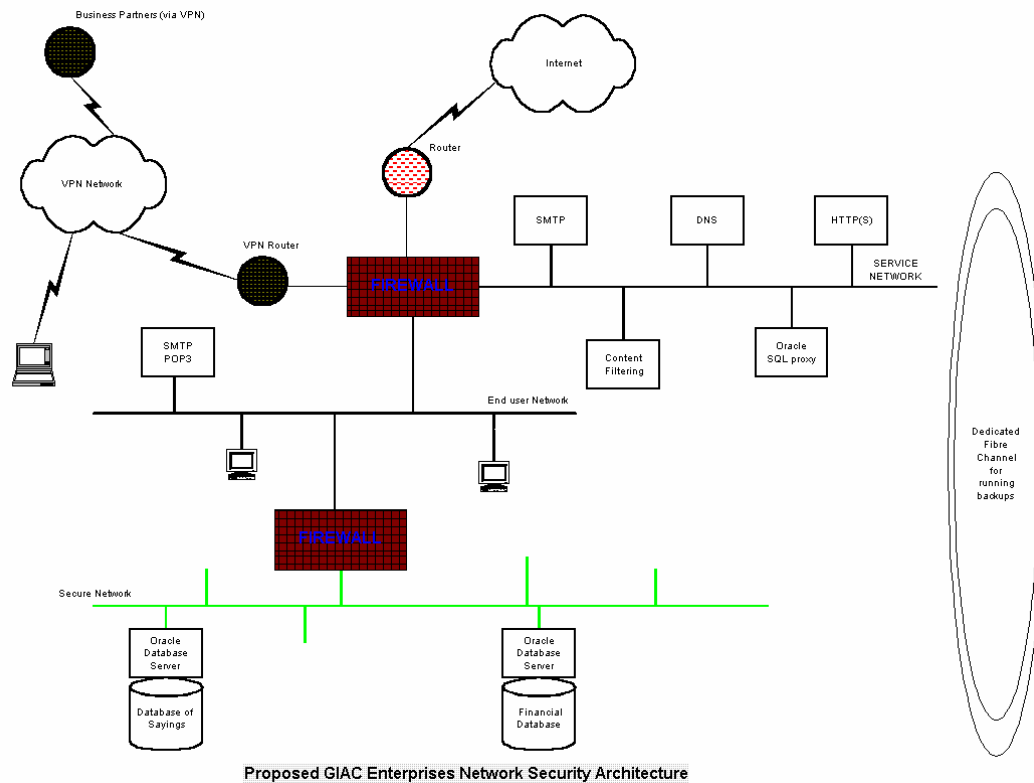 Business Partners (via VPN)
Internet
Router
VPN Network
SMTP
DNS
HTTP(S)
VPN Router
FIREWALL
SERVICE
NETWORK
SMTP
POP3
Content
Filtering
Oracle
SQL proxy
End user Network
Dedicated
Fibre
Channel
for
running
backups
FIREWALL
Secure Network
Oracle
Database
Server
Oracle
Database
Server
Database of
Sayings
Financial
Database
Proposed GIAC Enterprises Network Security Architecture